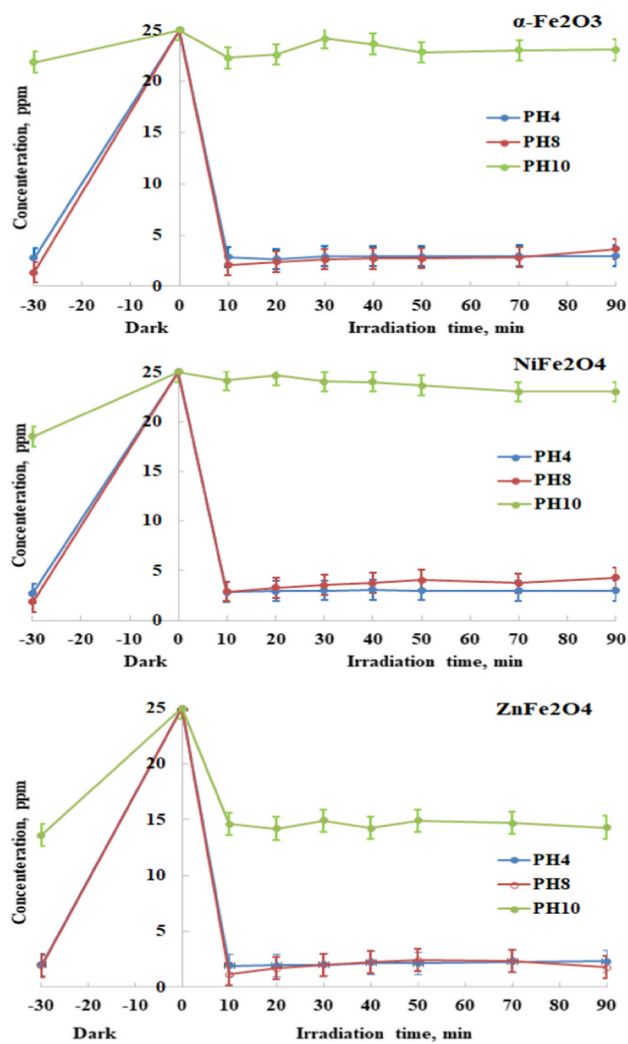 α-Fe2O3
25
20
15
10
5
0
Concenteration, ppm
PH4
PH8
PH10
-30 -20 -10 0 10 20 30 40 50 60 70 80 90
Dark Irradiation time, min
NiFe2O4
25
20
15
10
5
0
Concenteration, ppm
PH4
PH8
PH10
-30 -20 -10 0 10 20 30 40 50 60 70 80 90
Dark Irradiation time, min
ZnFe2O4
25
20
15
10
5
0
Concenteration, ppm
PH4
PH8
PH10
-30 -20 -10 0 10 20 30 40 50 60 70 80 90
Dark Irradiation time, min